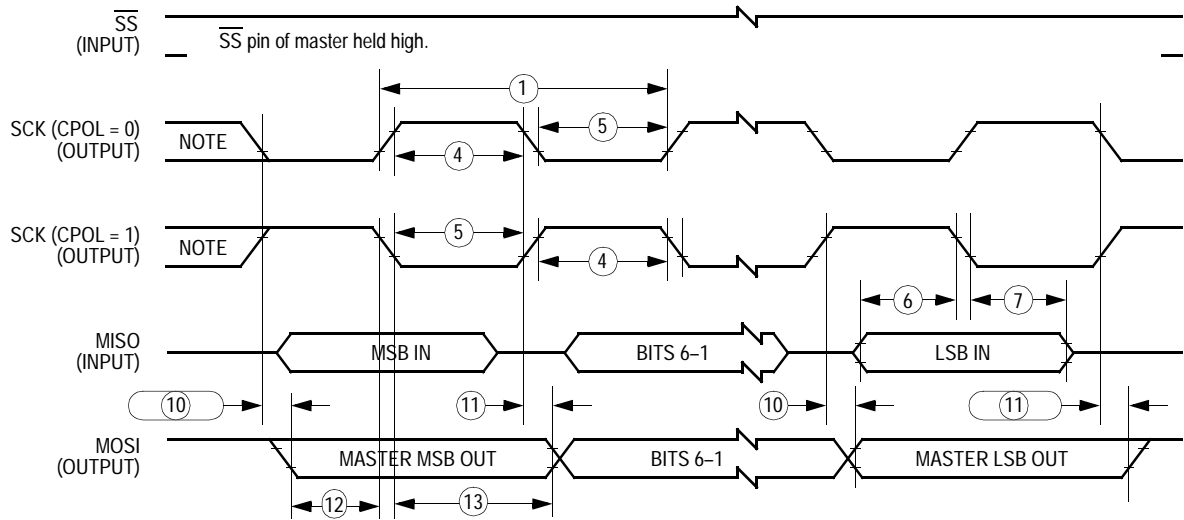 SS
(INPUT)
SS pin of master held high.
1
SCK (CPOL = 0)
(OUTPUT)
NOTE
5
4
SCK (CPOL = 1)
(OUTPUT)
NOTE
5
4
6
7
MISO
(INPUT)
MSB IN
BITS 6–1
LSB IN
10
11
10
11
MOSI
(OUTPUT)
MASTER MSB OUT
BITS 6–1
MASTER LSB OUT
12
13